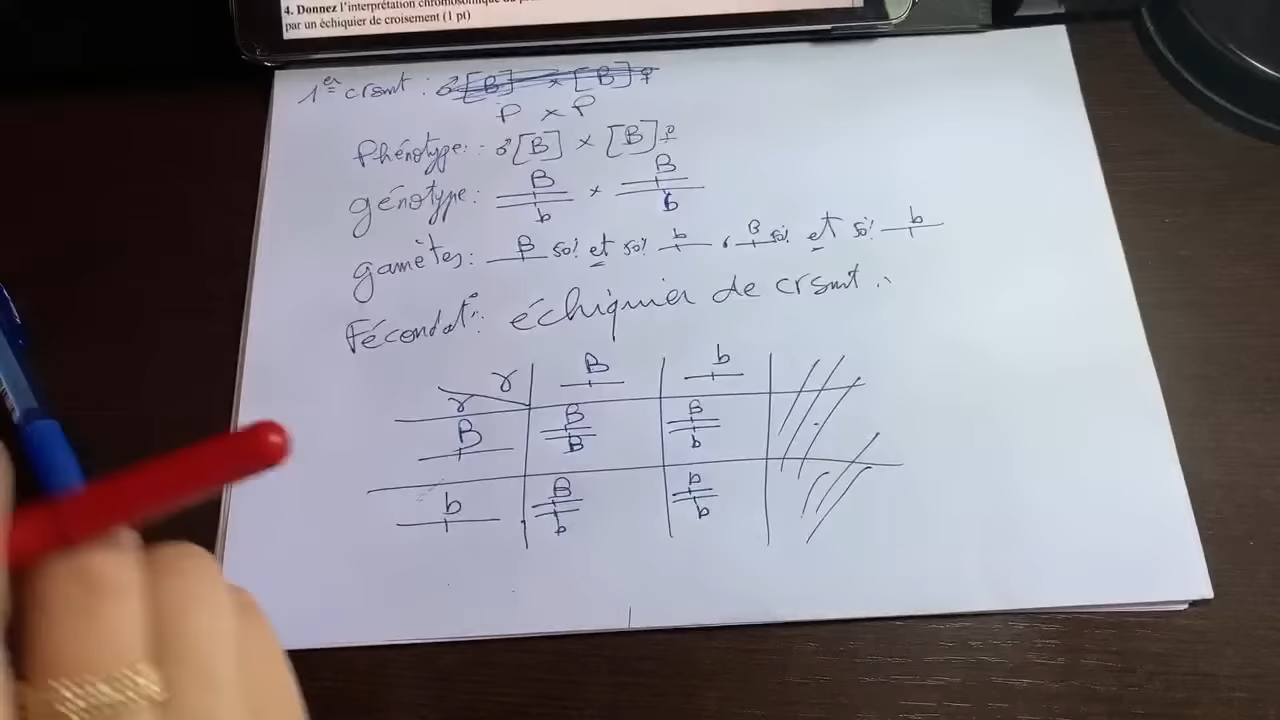 4. Donnez l'interprétation chromosomique du
par un échiquier de croisement (1 pt)
1er crsmt : ♂[B] × [B]♀
P × P
Phénotype: ♂[B] × [B]♀
génotype: B/b × B/b
gamètes: B 50% et 50% b , B 50% et 50% b
Fécondat°: échiquier de crsmt :
γ B b
γ
B B/B B/b
b B/b b/b